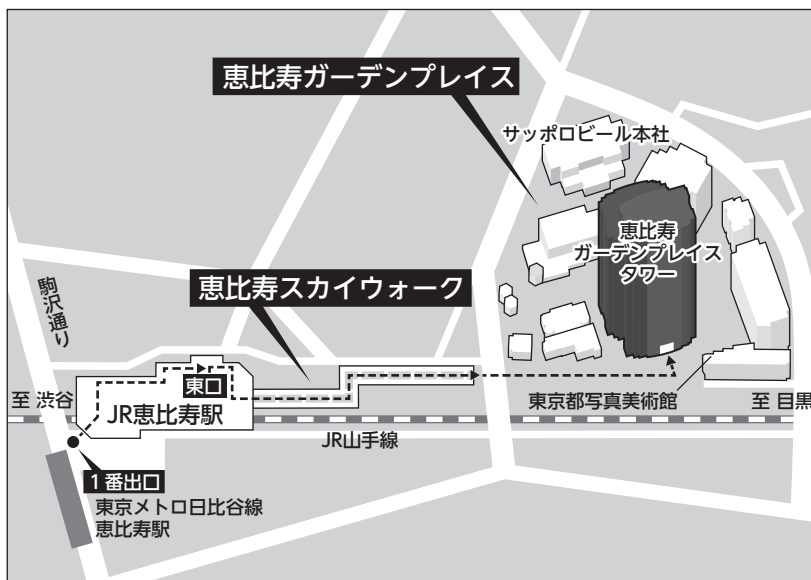 恵比寿ガーデンプレイス
サッポロビール本社
恵比寿
ガーデンプレイス
タワー
駒沢通り
恵比寿スカイウォーク
東口
至 渋谷
JR恵比寿駅
東京都写真美術館
至 目黒
JR山手線
1番出口
東京メトロ日比谷線
恵比寿駅